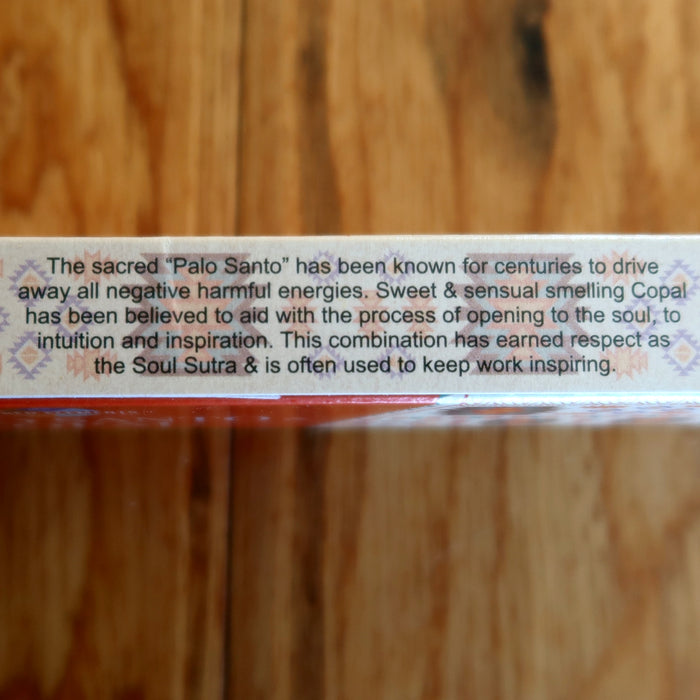 The sacred “Palo Santo” has been known for centuries to drive
away all negative harmful energies. Sweet & sensual smelling Copal
has been believed to aid with the process of opening to the soul, to
intuition and inspiration. This combination has earned respect as
the Soul Sutra & is often used to keep work inspiring.